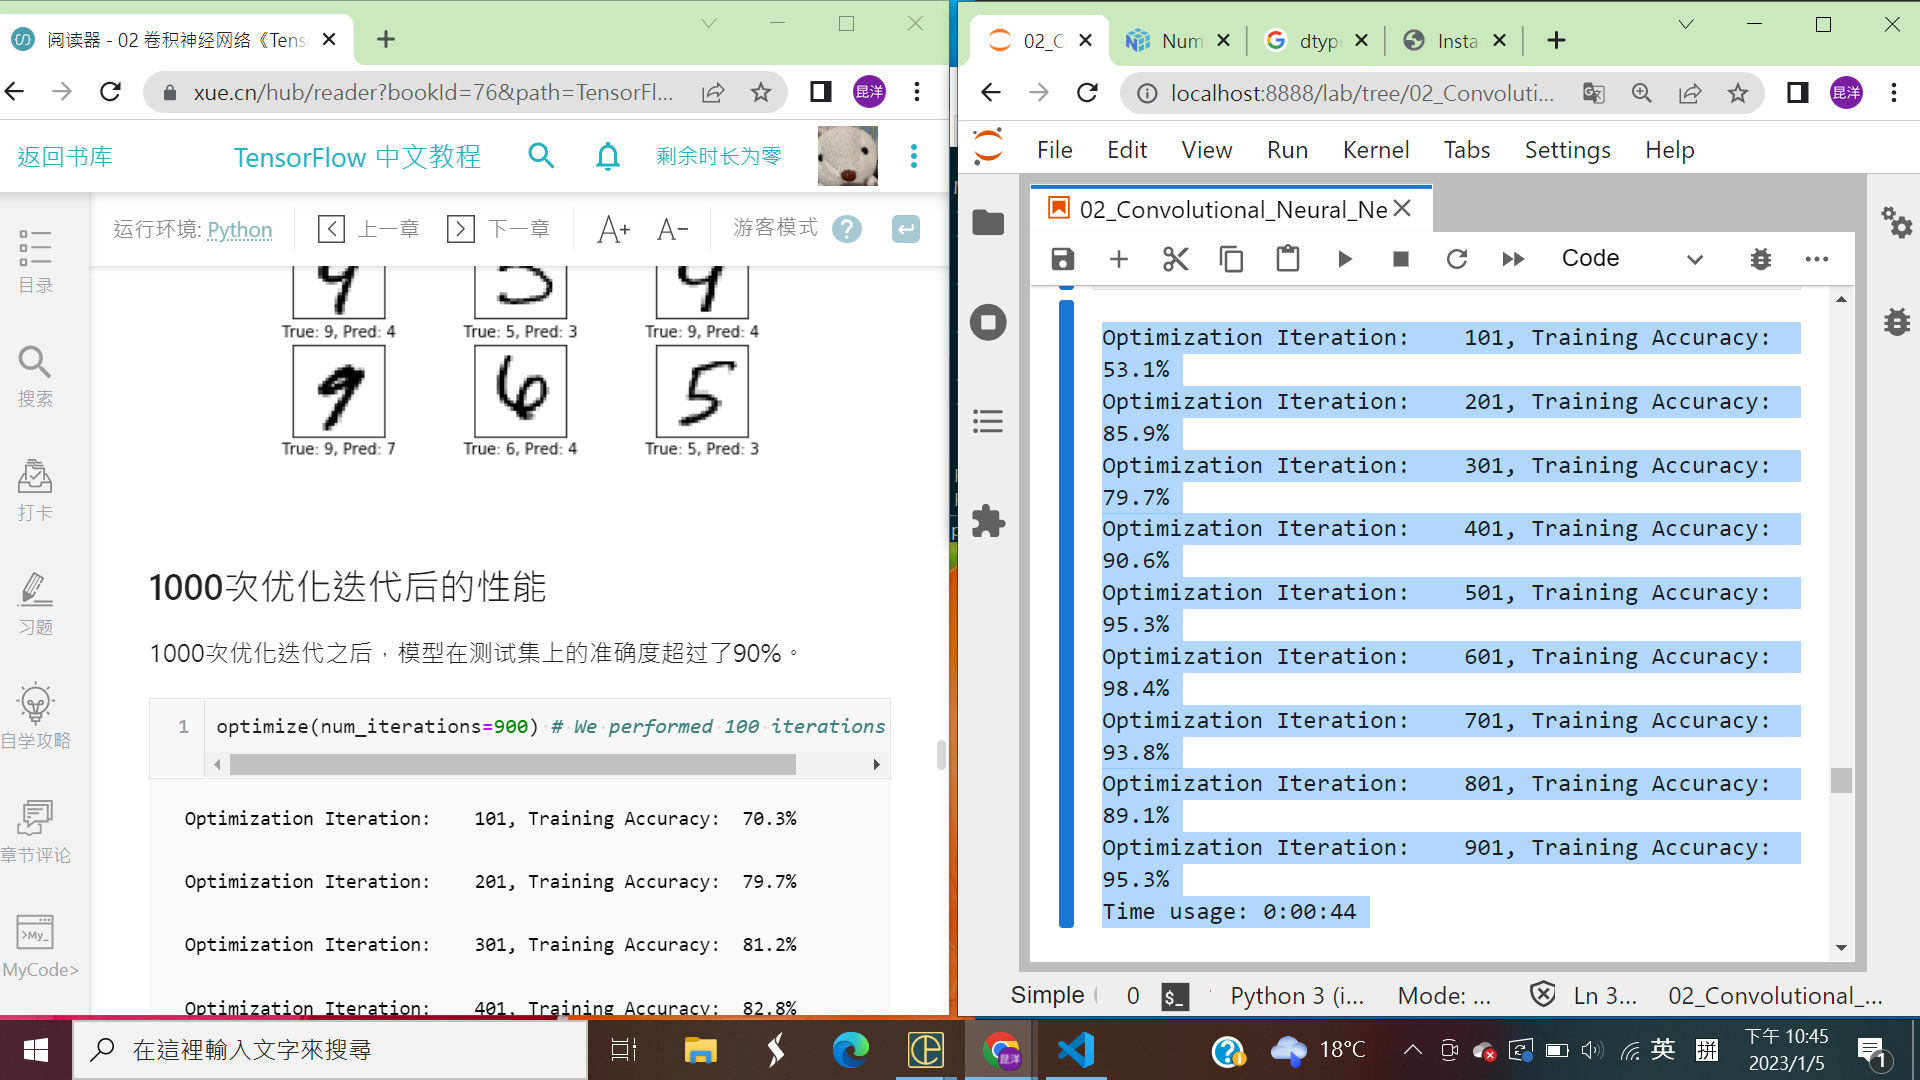 阅读器 - 02 卷积神经网络《Tens
xue.cn/hub/reader?bookId=76&path=TensorFl...
昆洋
返回书库
TensorFlow 中文教程
剩余时长为零
运行环境: Python
上一章
下一章
A+
A-
游客模式
目录
搜索
打卡
习题
自学攻略
章节评论
>My_
MyCode>
True: 9, Pred: 4
True: 5, Pred: 3
True: 9, Pred: 4
True: 9, Pred: 7
True: 6, Pred: 4
True: 5, Pred: 3
1000次优化迭代后的性能
1000次优化迭代之后，模型在测试集上的准确度超过了90%。
1 optimize(num_iterations=900) # We performed 100 iterations
Optimization Iteration: 101, Training Accuracy: 70.3%
Optimization Iteration: 201, Training Accuracy: 79.7%
Optimization Iteration: 301, Training Accuracy: 81.2%
Optimization Iteration: 401, Training Accuracy: 82.8%
02_C
Num
dtyp
Insta
localhost:8888/lab/tree/02_Convoluti...
昆洋
File Edit View Run Kernel Tabs Settings Help
02_Convolutional_Neural_Ne
Code
Optimization Iteration: 101, Training Accuracy:
53.1%
Optimization Iteration: 201, Training Accuracy:
85.9%
Optimization Iteration: 301, Training Accuracy:
79.7%
Optimization Iteration: 401, Training Accuracy:
90.6%
Optimization Iteration: 501, Training Accuracy:
95.3%
Optimization Iteration: 601, Training Accuracy:
98.4%
Optimization Iteration: 701, Training Accuracy:
93.8%
Optimization Iteration: 801, Training Accuracy:
89.1%
Optimization Iteration: 901, Training Accuracy:
95.3%
Time usage: 0:00:44
Simple 0 $_ Python 3 (i... Mode: ... Ln 3... 02_Convolutional_...
在這裡輸入文字來搜尋
昆洋
18°C
英
拼
下午 10:45
2023/1/5
1